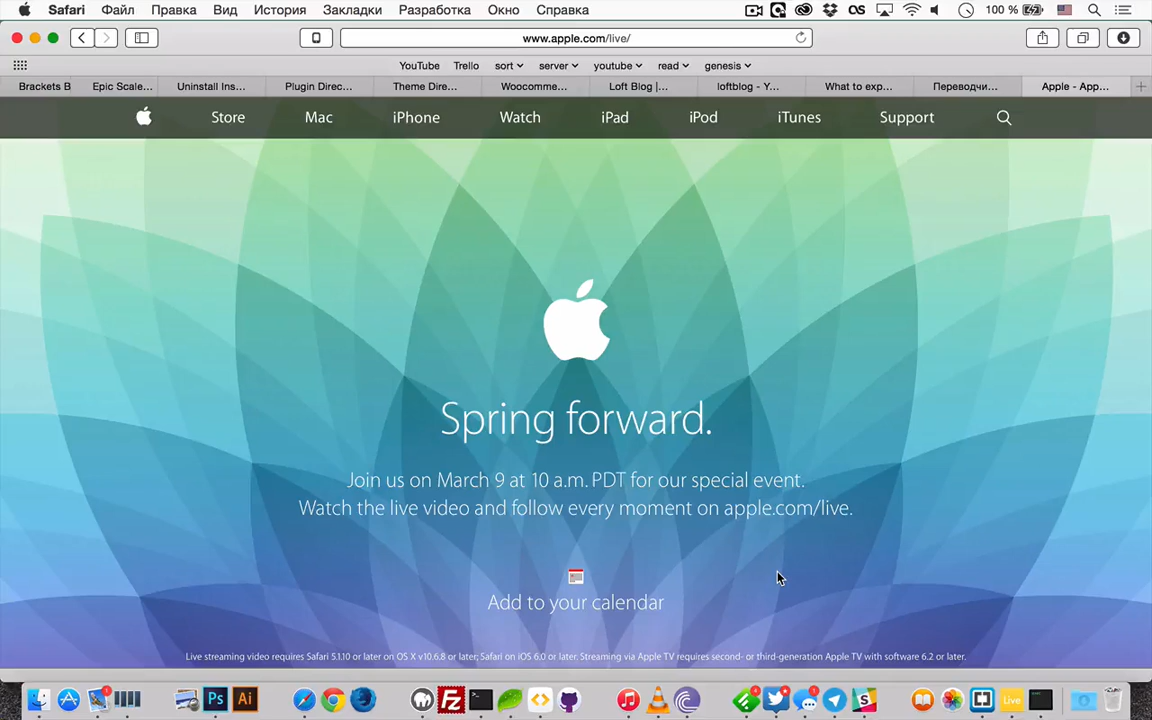 Safari Файл Правка Вид История Закладки Разработка Окно Справка 100 %
www.apple.com/live/
YouTube Trello sort server youtube read genesis
Brackets B Epic Scale... Uninstall Ins... Plugin Direc... Theme Dire... Woocomme... Loft Blog |... loftblog - Y... What to exp... Переводчи... Apple - App...
Store Mac iPhone Watch iPad iPod iTunes Support
Spring forward.
Join us on March 9 at 10 a.m. PDT for our special event.
Watch the live video and follow every moment on apple.com/live.
Add to your calendar
Live streaming video requires Safari 5.1.10 or later on OS X v10.6.8 or later; Safari on iOS 6.0 or later. Streaming via Apple TV requires second- or third-generation Apple TV with software 6.2 or later.
Ps Ai Fz Live